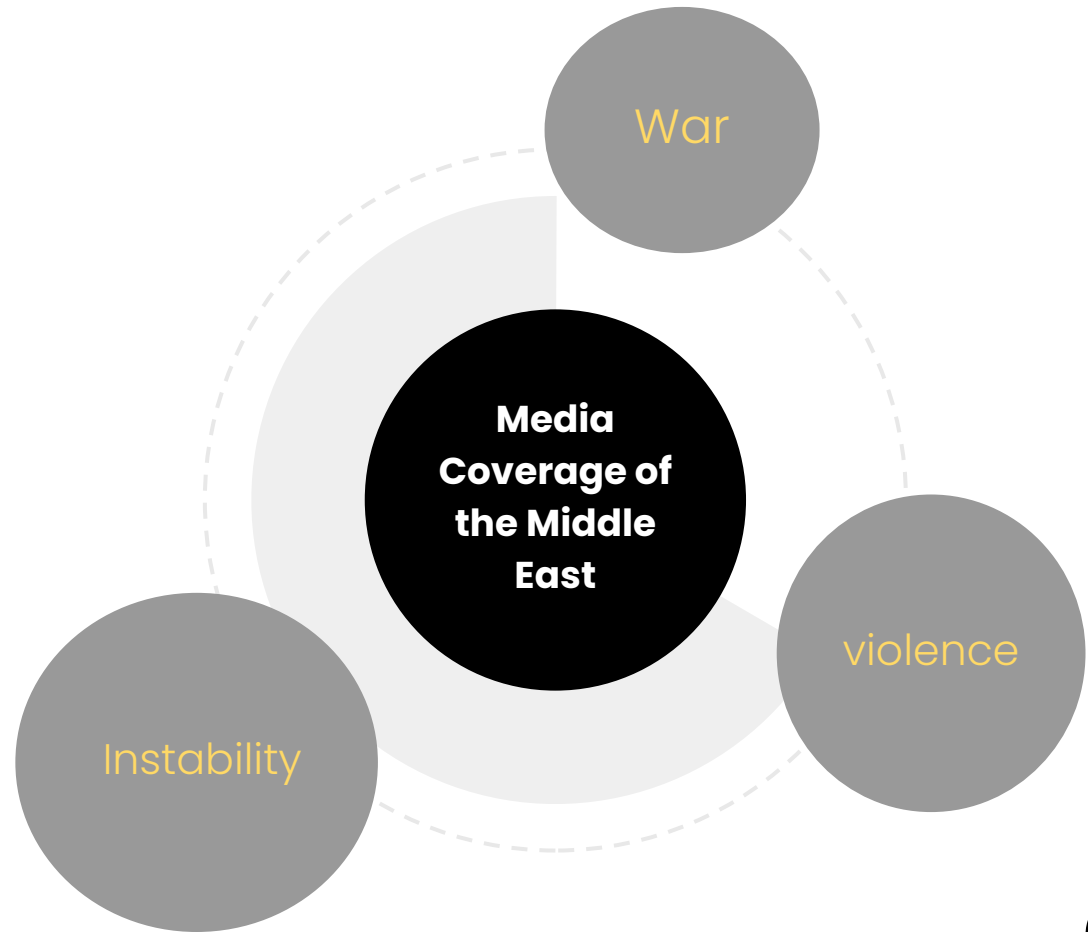 War
Media
Coverage of
the Middle
East
violence
Instability